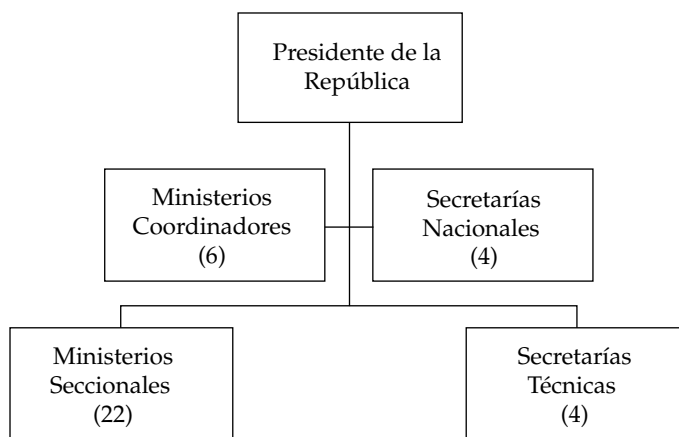 Presidente de la
República
Ministerios
Coordinadores
(6)
Secretarías
Nacionales
(4)
Ministerios
Seccionales
(22)
Secretarías
Técnicas
(4)